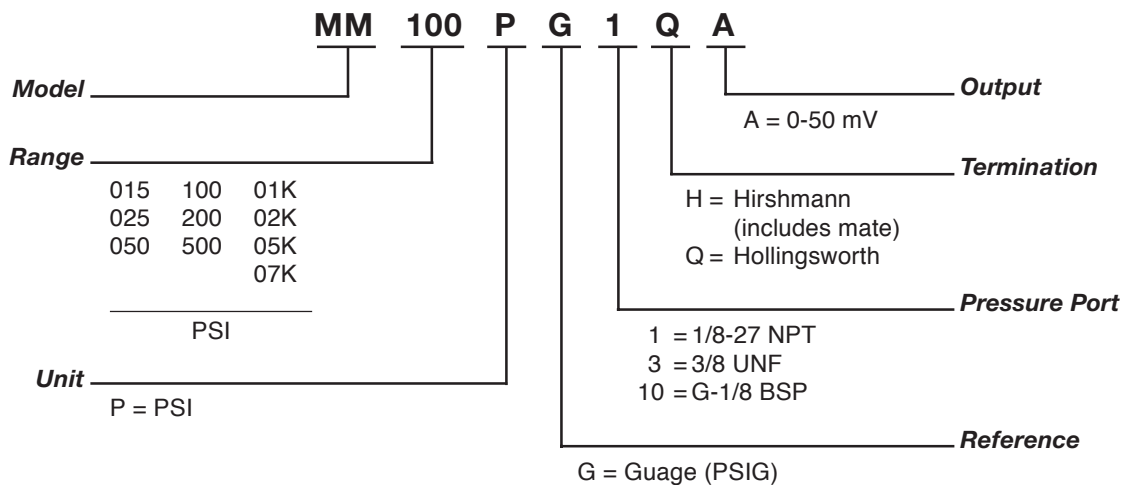 MM 100 P G 1 Q A
Model
Output
A = 0-50 mV
Range
Termination
015 100 01K
025 200 02K
050 500 05K
07K
PSI
H = Hirshmann
(includes mate)
Q = Hollingsworth
Pressure Port
1 = 1/8-27 NPT
3 = 3/8 UNF
10 = G-1/8 BSP
Unit
P = PSI
Reference
G = Guage (PSIG)